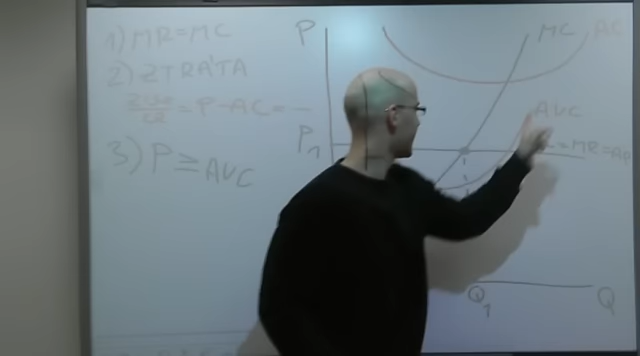 1) MR=MC
2) ZTRÁTA
= P-AC = -
3) P ≥ AVC
P
MC
AC
AVC
P1
=MR=AR
Q1
Q